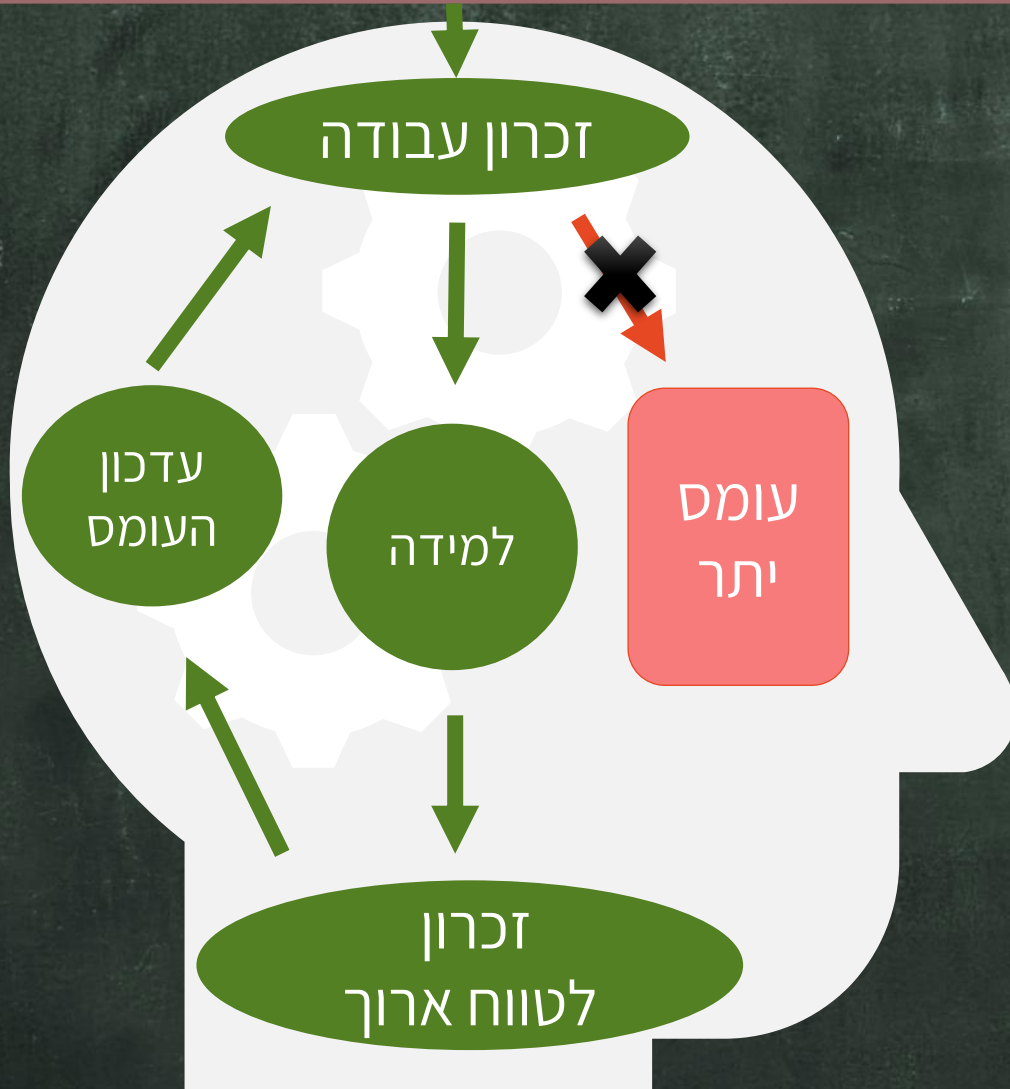 זכרון עבודה
עדכון
העומס
למידה
עומס
יתר
זכרון
לטווח ארוך